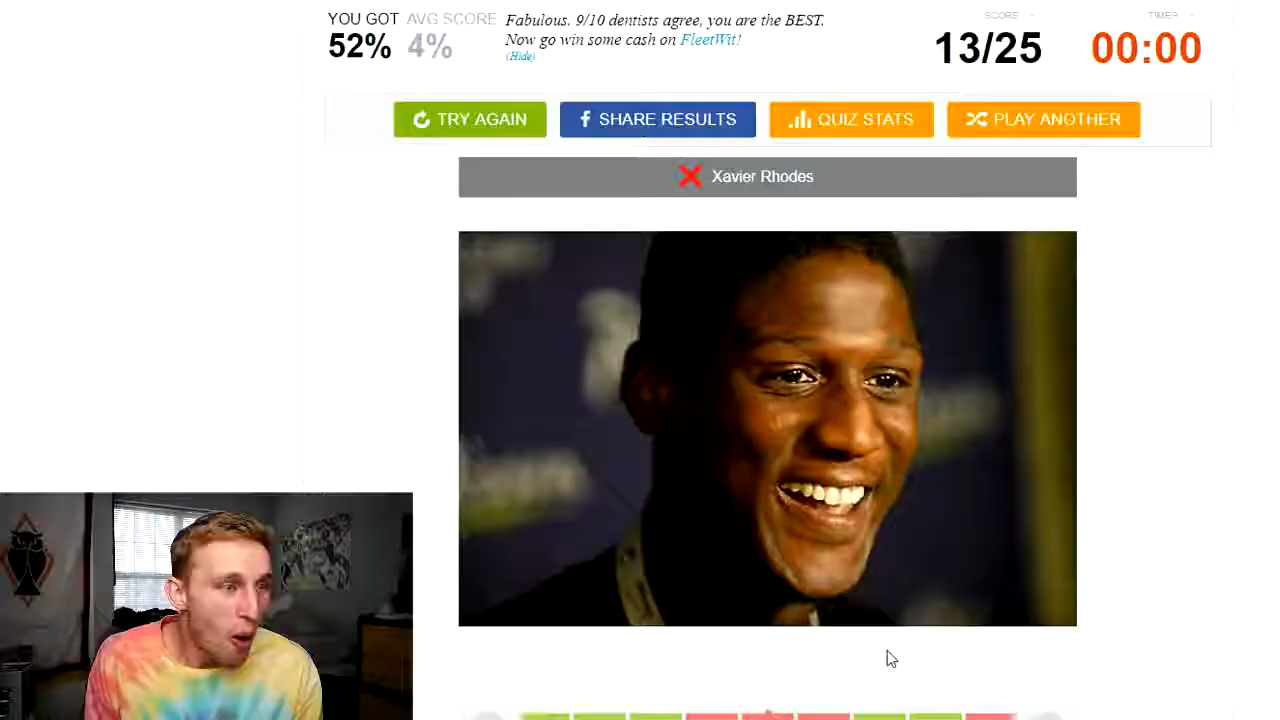 YOU GOT AVG SCORE
52% 4%
Fabulous. 9/10 dentists agree, you are the BEST.
Now go win some cash on FleetWit!
(Hide)
SCORE
13/25
TIMER
00:00
TRY AGAIN
SHARE RESULTS
QUIZ STATS
PLAY ANOTHER
Xavier Rhodes